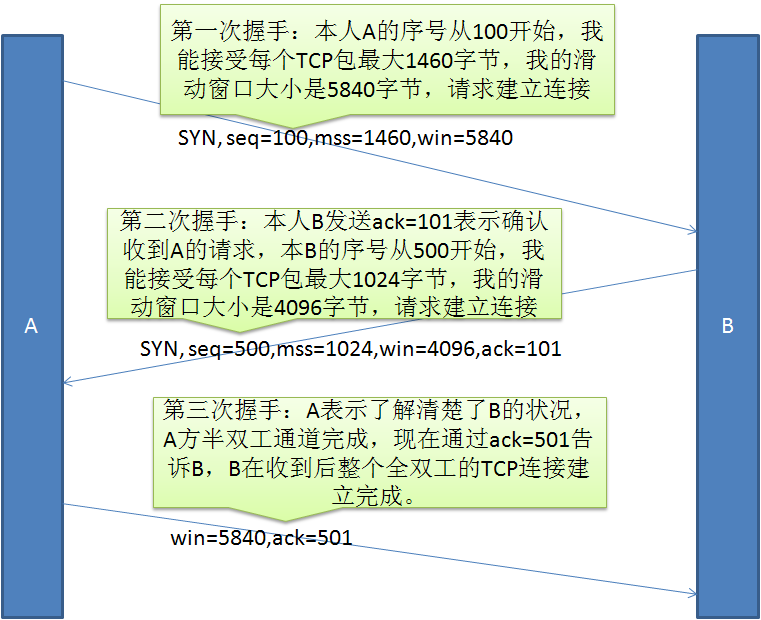 第一次握手：本人A的序号从100开始，我
能接受每个TCP包最大1460字节，我的滑
动窗口大小是5840字节，请求建立连接
SYN, seq=100,mss=1460,win=5840
第二次握手：本人B发送ack=101表示确认
收到A的请求，本B的序号从500开始，我
能接受每个TCP包最大1024字节，我的滑
动窗口大小是4096字节，请求建立连接
A
B
SYN, seq=500,mss=1024,win=4096,ack=101
第三次握手：A表示了解清楚了B的状况，
A方半双工通道完成，现在通过ack=501告
诉B，B在收到后整个全双工的TCP连接建
立完成。
win=5840,ack=501